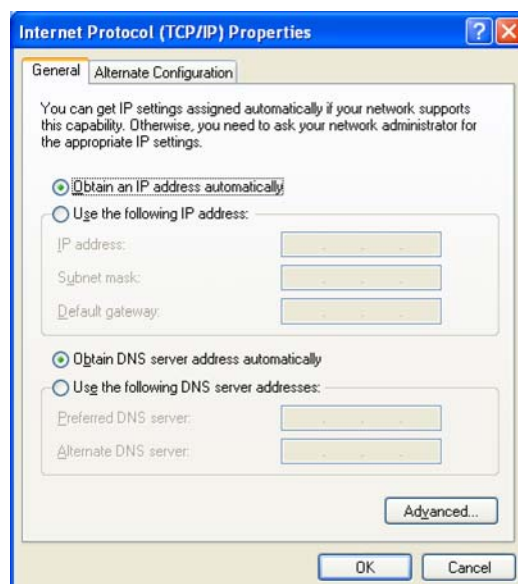 Internet Protocol (TCP/IP) Properties
General
Alternate Configuration
You can get IP settings assigned automatically if your network supports
this capability. Otherwise, you need to ask your network administrator for
the appropriate IP settings.
Obtain an IP address automatically
Use the following IP address:
IP address:
Subnet mask:
Default gateway:
Obtain DNS server address automatically
Use the following DNS server addresses:
Preferred DNS server:
Alternate DNS server:
Advanced...
OK
Cancel